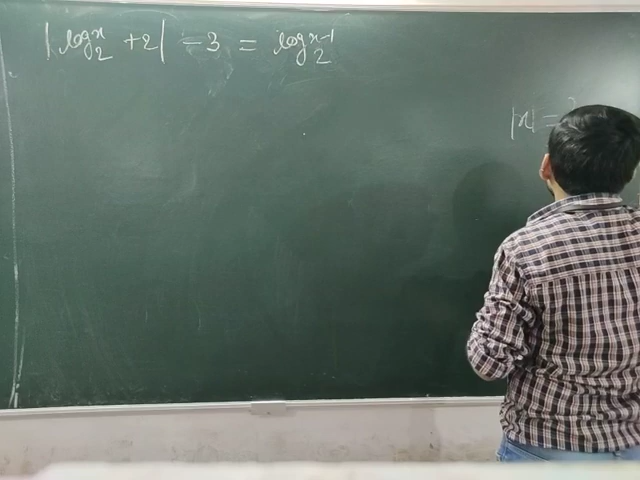 |log₂ˣ + 2| - 3 = log₂ˣ⁻¹
|x| =